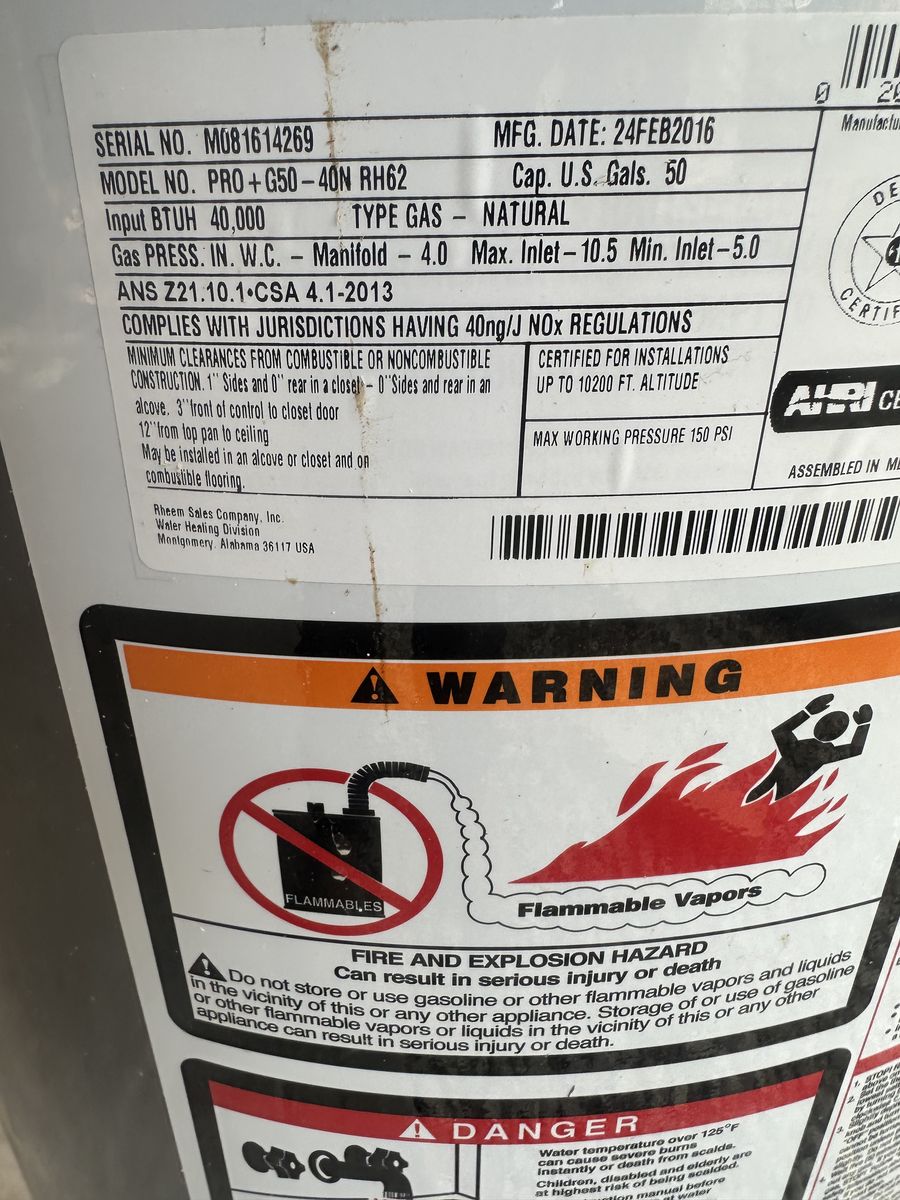 SERIAL NO. M081614269 MFG. DATE: 24FEB2016
MODEL NO. PRO+G50-40N RH62 Cap. U.S. Gals. 50
Input BTUH 40,000 TYPE GAS – NATURAL
Gas PRESS. IN. W.C. – Manifold – 4.0 Max. Inlet–10.5 Min. Inlet–5.0
ANS Z21.10.1•CSA 4.1-2013
COMPLIES WITH JURISDICTIONS HAVING 40ng/J NOx REGULATIONS
MINIMUM CLEARANCES FROM COMBUSTIBLE OR NONCOMBUSTIBLE
CONSTRUCTION. 1'' Sides and 0'' rear in a closet – 0''Sides and rear in an
alcove. 3''front of control to closet door
12''from top pan to ceiling
May be installed in an alcove or closet and on
combustible flooring.
CERTIFIED FOR INSTALLATIONS
UP TO 10200 FT. ALTITUDE
MAX WORKING PRESSURE 150 PSI
AHRI
ASSEMBLED IN
Rheem Sales Company, Inc.
Water Heating Division
Montgomery, Alabama 36117 USA
WARNING
FLAMMABLES
Flammable Vapors
FIRE AND EXPLOSION HAZARD
Can result in serious injury or death
Do not store or use gasoline or other flammable vapors and liquids
in the vicinity of this or any other appliance. Storage of or use of gasoline
or other flammable vapors or liquids in the vicinity of this or any other
appliance can result in serious injury or death.
DANGER
Water temperature over 125°F
can cause severe burns
instantly or death from scalds.
Children, disabled and elderly are
at highest risk of being scalded.
manual before
at water